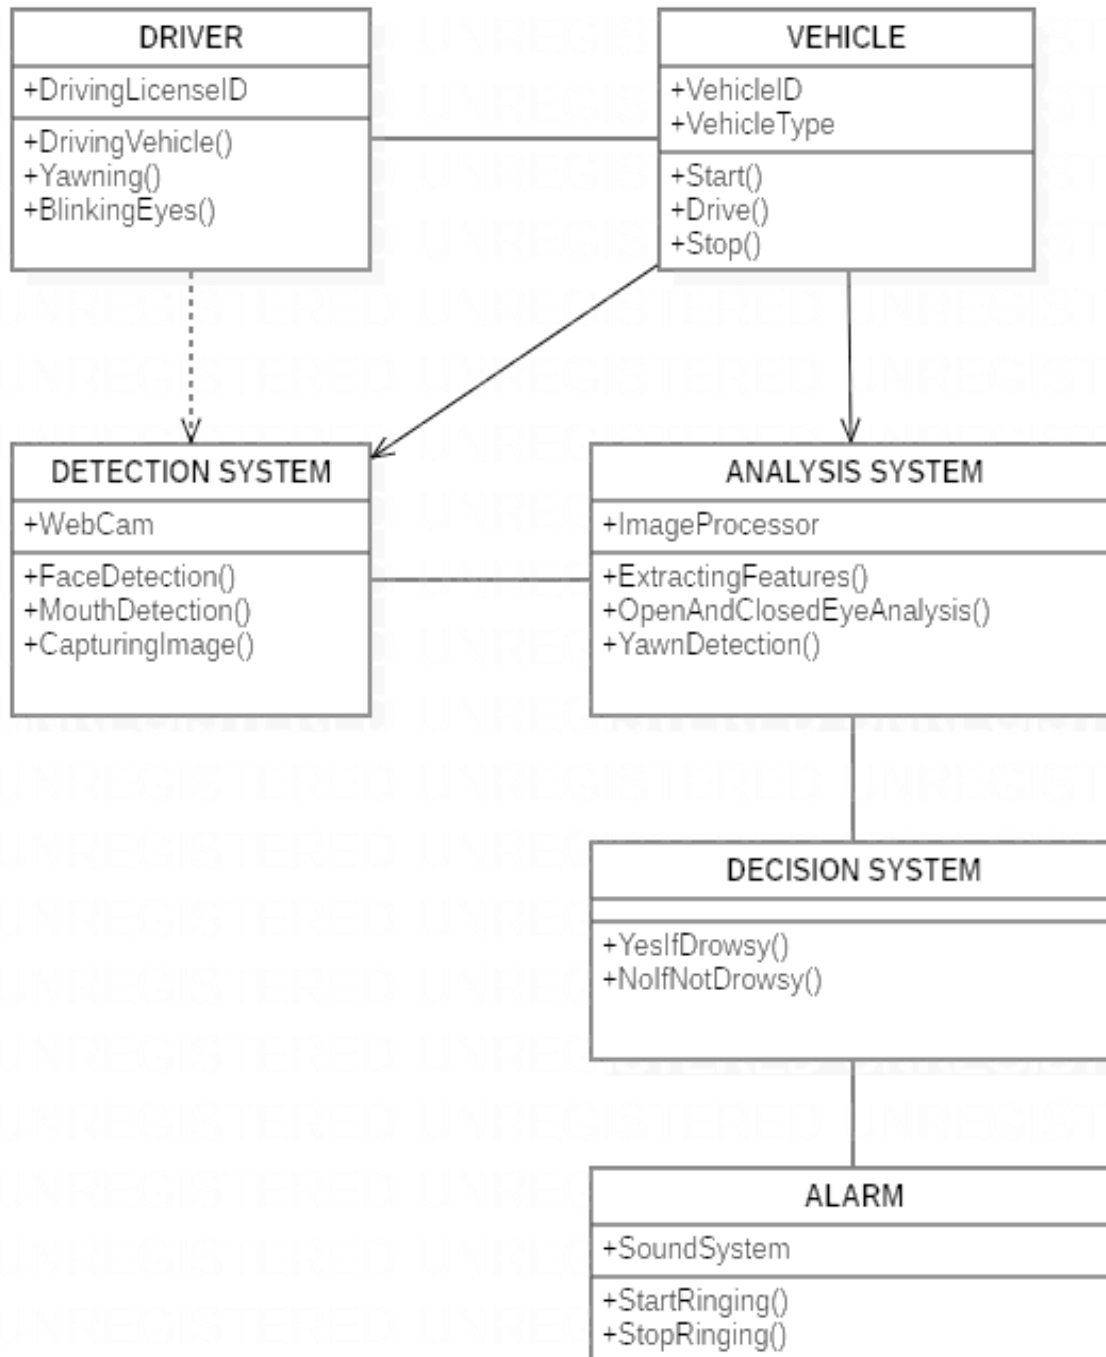 DRIVER
+DrivingLicenseID
+DrivingVehicle()
+Yawning()
+BlinkingEyes()
VEHICLE
+VehicleID
+VehicleType
+Start()
+Drive()
+Stop()
DETECTION SYSTEM
+WebCam
+FaceDetection()
+MouthDetection()
+CapturingImage()
ANALYSIS SYSTEM
+ImageProcessor
+ExtractingFeatures()
+OpenAndClosedEyeAnalysis()
+YawnDetection()
DECISION SYSTEM
+YesIfDrowsy()
+NoIfNotDrowsy()
ALARM
+SoundSystem
+StartRinging()
+StopRinging()
UNREGISTERED